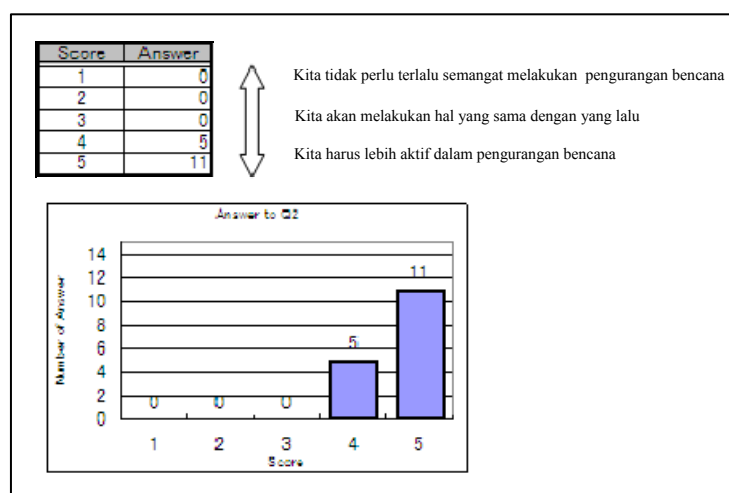 Score Answer
1 0
2 0
3 0
4 5
5 11
Kita tidak perlu terlalu semangat melakukan pengurangan bencana
Kita akan melakukan hal yang sama dengan yang lalu
Kita harus lebih aktif dalam pengurangan bencana
Answer to Q2
Number of Answer
14
12
10
8
6
4
2
0
0 0 0 5 11
1 2 3 4 5
Score